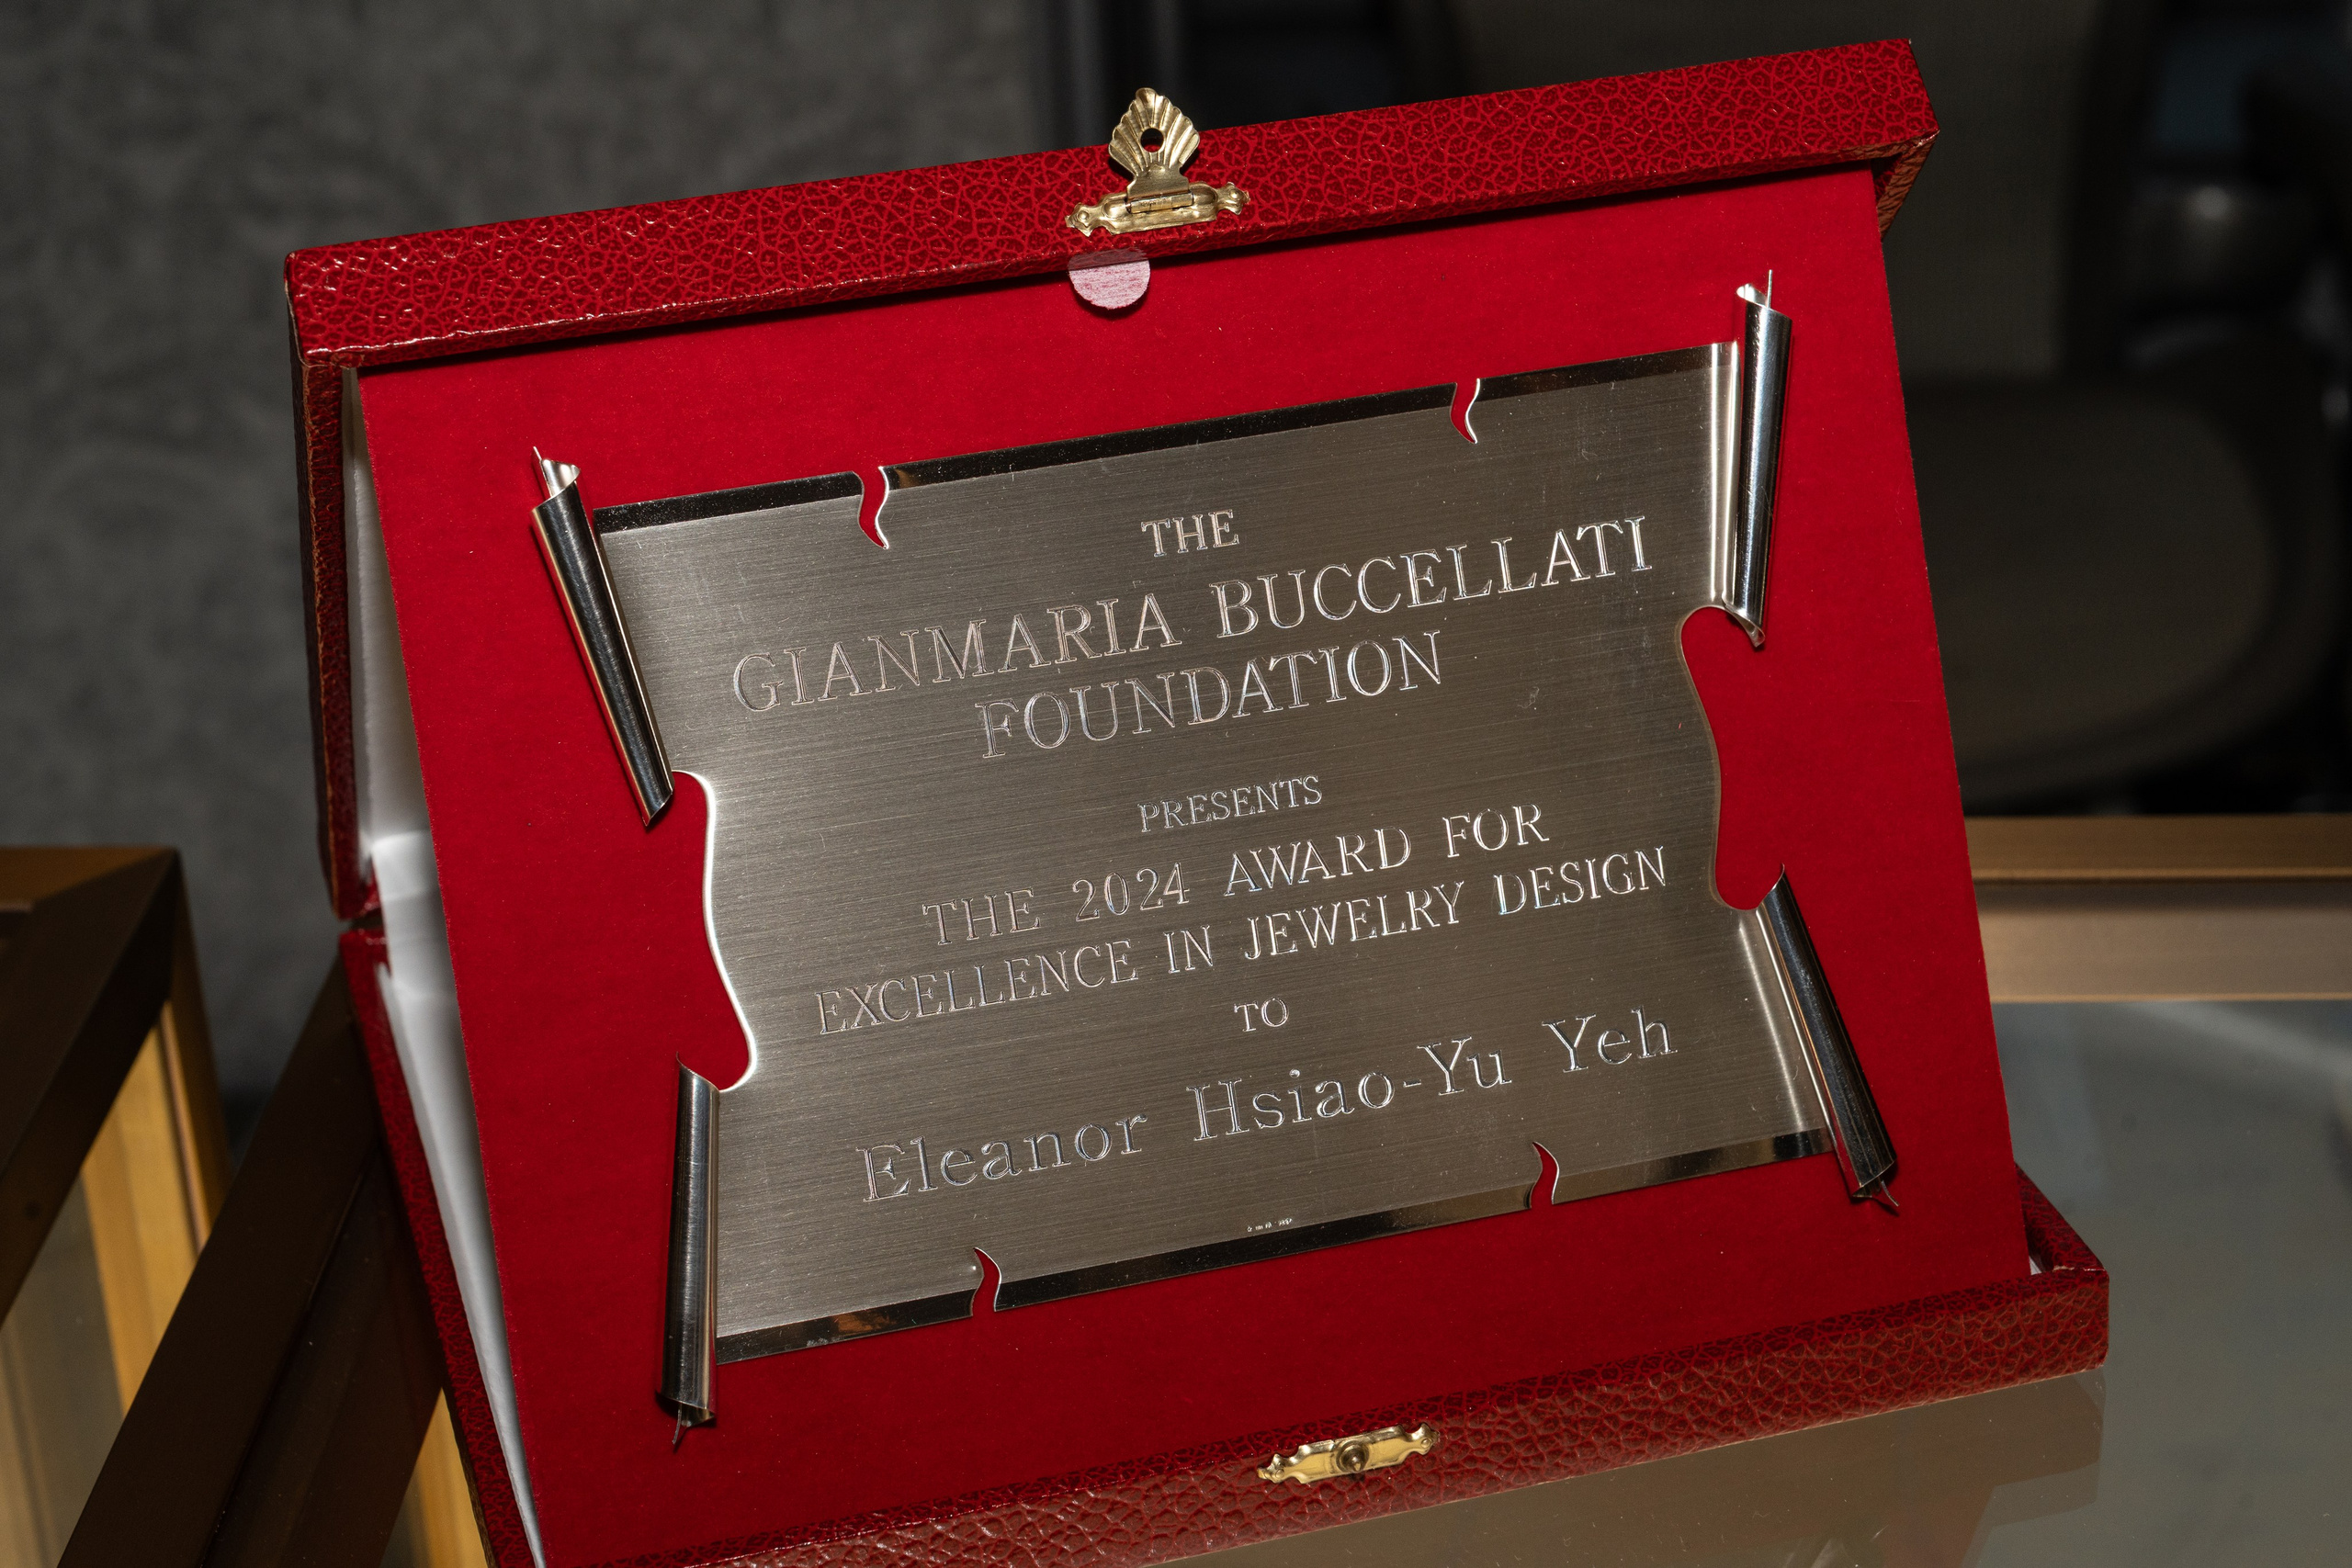 THE
GIANMARIA BUCCELLATI
FOUNDATION
PRESENTS
THE 2024 AWARD FOR
EXCELLENCE IN JEWELRY DESIGN
TO
Eleanor Hsiao-Yu Yeh